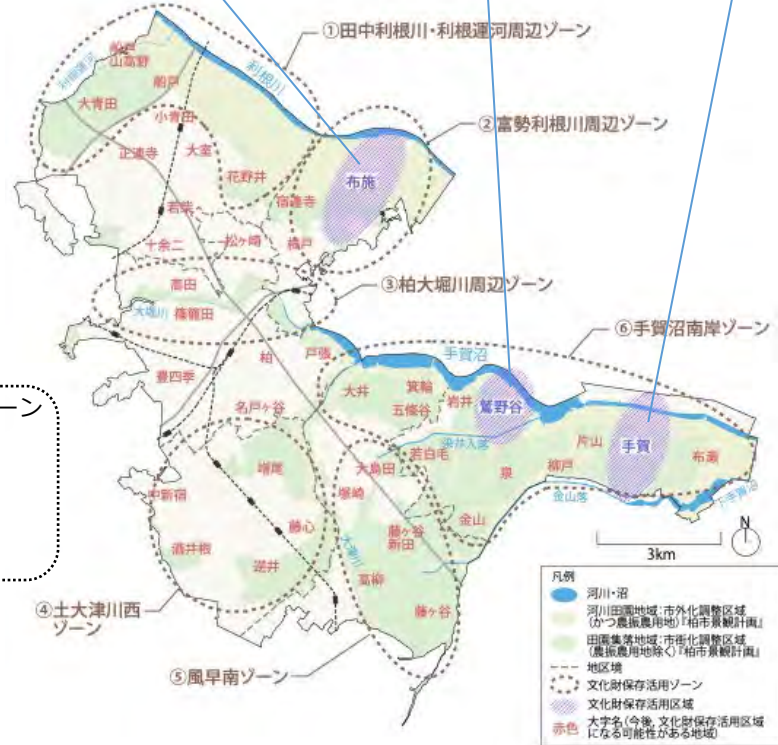 ①田中利根川・利根運河周辺ゾーン
船戸
山高野
利根運河
船戸
利根川
大青田
小青田
②富勢利根川周辺ゾーン
正連寺
大室
花野井
布施
宿連寺
若柴
十余二
松ヶ崎
根戸
高田
③柏大堀川周辺ゾーン
大堀川
篠籠田
⑥手賀沼南岸ゾーン
柏
戸張
手賀沼
豊四季
大井
箕輪
岩井
鷲野谷
名戸ヶ谷
五條谷
ーン
染井入落
片山
手賀
布瀬
若白毛
増尾
大島田
泉
柳戸
塚崎
中新宿
金山
金山落
下手賀沼
藤心
藤ヶ谷
新田
N
酒井根
逆井
大津川
3km
高柳
④土大津川西
ゾーン
藤ヶ谷
⑤風早南ゾーン
凡例
河川・沼
河川田園地域：市外化調整区域
（かつ農振農用地）『柏市景観計画』
田園集落地域：市街化調整区域
（農振農用地除く）『柏市景観計画』
地区境
文化財保存活用ゾーン
文化財保存活用区域
赤色 大字名（今後、文化財保存活用区域
になる可能性がある地域）